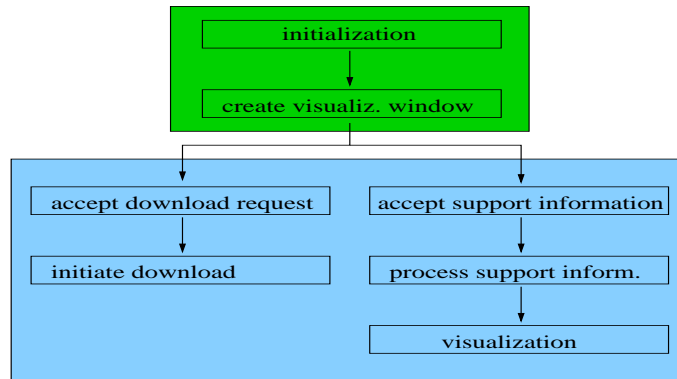 initialization
create visualiz. window
accept download request
accept support information
initiate download
process support inform.
visualization